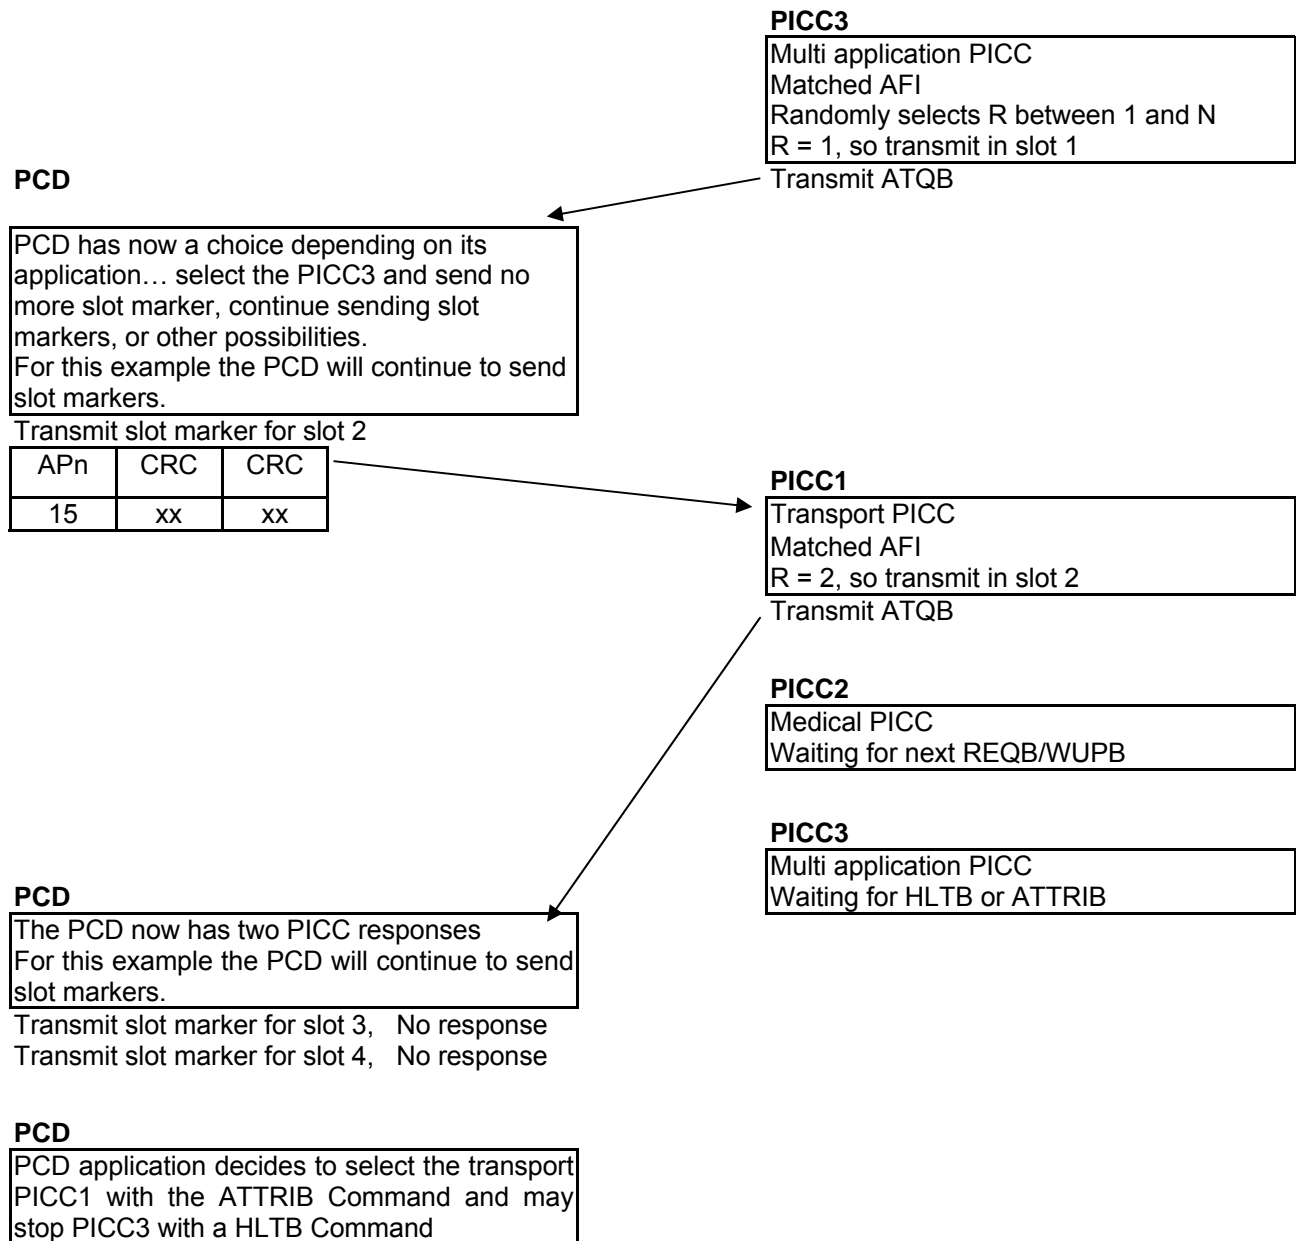 PICC3
Multi application PICC
Matched AFI
Randomly selects R between 1 and N
R = 1, so transmit in slot 1
Transmit ATQB
PCD
PCD has now a choice depending on its
application… select the PICC3 and send no
more slot marker, continue sending slot
markers, or other possibilities.
For this example the PCD will continue to send
slot markers.
Transmit slot marker for slot 2
APn CRC CRC
15 xx xx
PICC1
Transport PICC
Matched AFI
R = 2, so transmit in slot 2
Transmit ATQB
PICC2
Medical PICC
Waiting for next REQB/WUPB
PICC3
Multi application PICC
Waiting for HLTB or ATTRIB
PCD
The PCD now has two PICC responses
For this example the PCD will continue to send
slot markers.
Transmit slot marker for slot 3, No response
Transmit slot marker for slot 4, No response
PCD
PCD application decides to select the transport
PICC1 with the ATTRIB Command and may
stop PICC3 with a HLTB Command